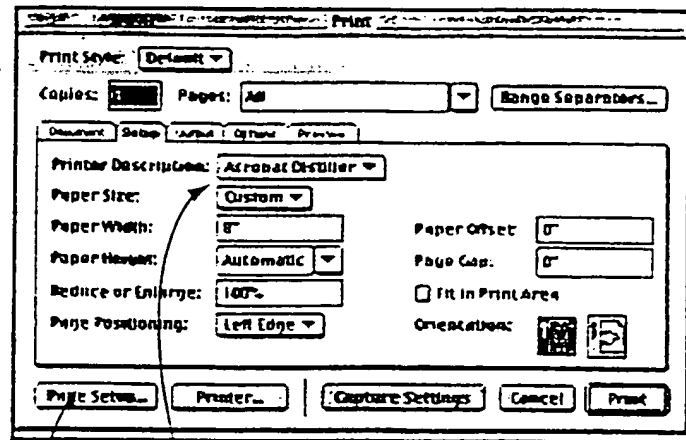 Print
Print Style: Default
Copies: Pages: All Range Separators...
Document Setup Output Options Preview
Printer Description: Acrobat Distiller
Paper Size: Custom
Paper Width: 8" Paper Offset: 0"
Paper Height: Automatic Page Gap: 0"
Reduce or Enlarge: 100% Fit in Print Area
Page Positioning: Left Edge Orientation:
Page Setup... Printer... Capture Settings Cancel Print